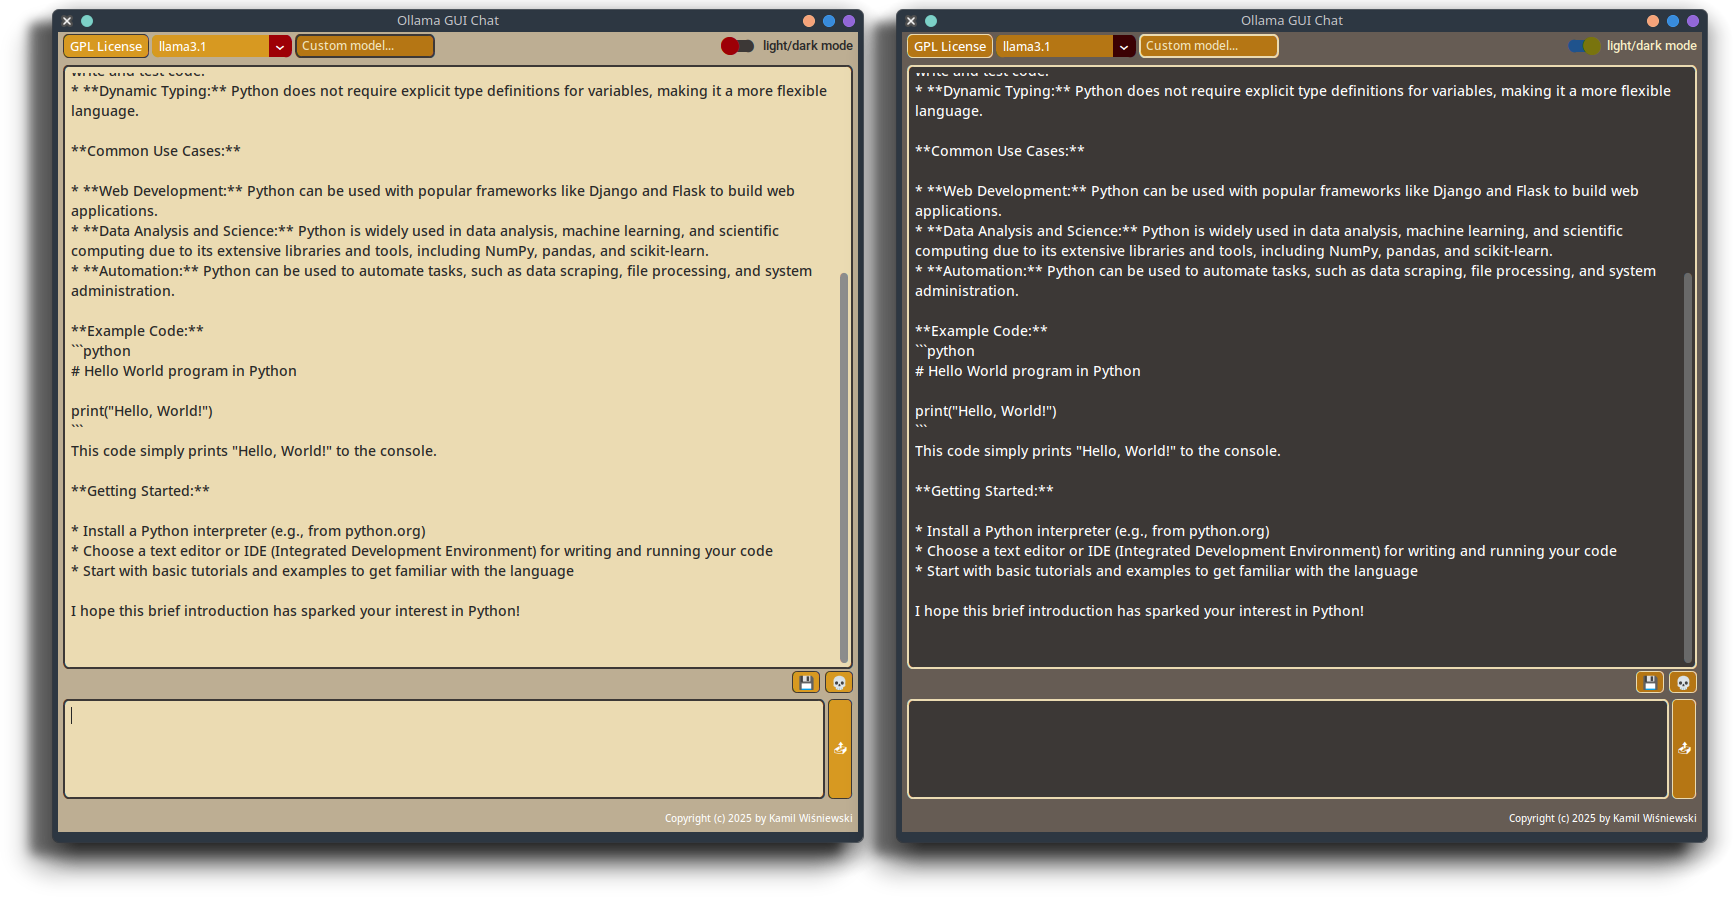 Ollama GUI Chat
GPL License
llama3.1
Custom model...
light/dark mode
write and test code.
* **Dynamic Typing:** Python does not require explicit type definitions for variables, making it a more flexible
language.
**Common Use Cases:**
* **Web Development:** Python can be used with popular frameworks like Django and Flask to build web
applications.
* **Data Analysis and Science:** Python is widely used in data analysis, machine learning, and scientific
computing due to its extensive libraries and tools, including NumPy, pandas, and scikit-learn.
* **Automation:** Python can be used to automate tasks, such as data scraping, file processing, and system
administration.
**Example Code:**
```python
# Hello World program in Python
print("Hello, World!")
```
This code simply prints "Hello, World!" to the console.
**Getting Started:**
* Install a Python interpreter (e.g., from python.org)
* Choose a text editor or IDE (Integrated Development Environment) for writing and running your code
* Start with basic tutorials and examples to get familiar with the language
I hope this brief introduction has sparked your interest in Python!
Copyright (c) 2025 by Kamil Wiśniewski
Ollama GUI Chat
GPL License
llama3.1
Custom model...
light/dark mode
write and test code.
* **Dynamic Typing:** Python does not require explicit type definitions for variables, making it a more flexible
language.
**Common Use Cases:**
* **Web Development:** Python can be used with popular frameworks like Django and Flask to build web
applications.
* **Data Analysis and Science:** Python is widely used in data analysis, machine learning, and scientific
computing due to its extensive libraries and tools, including NumPy, pandas, and scikit-learn.
* **Automation:** Python can be used to automate tasks, such as data scraping, file processing, and system
administration.
**Example Code:**
```python
# Hello World program in Python
print("Hello, World!")
```
This code simply prints "Hello, World!" to the console.
**Getting Started:**
* Install a Python interpreter (e.g., from python.org)
* Choose a text editor or IDE (Integrated Development Environment) for writing and running your code
* Start with basic tutorials and examples to get familiar with the language
I hope this brief introduction has sparked your interest in Python!
Copyright (c) 2025 by Kamil Wiśniewski